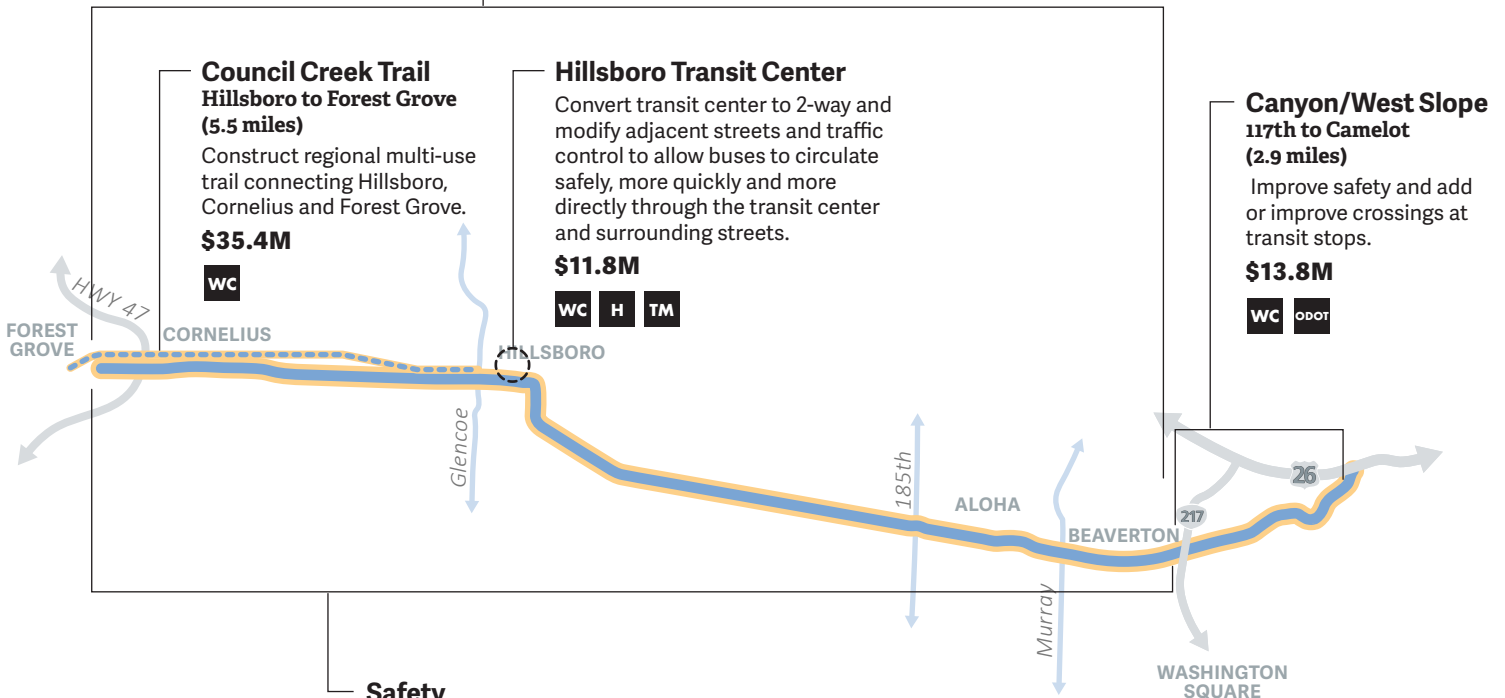 Council Creek Trail
Hillsboro to Forest Grove
(5.5 miles)
Construct regional multi-use
trail connecting Hillsboro,
Cornelius and Forest Grove.
$35.4M
WC
Hillsboro Transit Center
Convert transit center to 2-way and
modify adjacent streets and traffic
control to allow buses to circulate
safely, more quickly and more
directly through the transit center
and surrounding streets.
$11.8M
WC H TM
Canyon/West Slope
117th to Camelot
(2.9 miles)
Improve safety and add
or improve crossings at
transit stops.
$13.8M
WC ODOT
HWY 47
FOREST
GROVE
CORNELIUS
HILLSBORO
Glencoe
185th
ALOHA
Murray
BEAVERTON
217
26
WASHINGTON
SQUARE
Safety